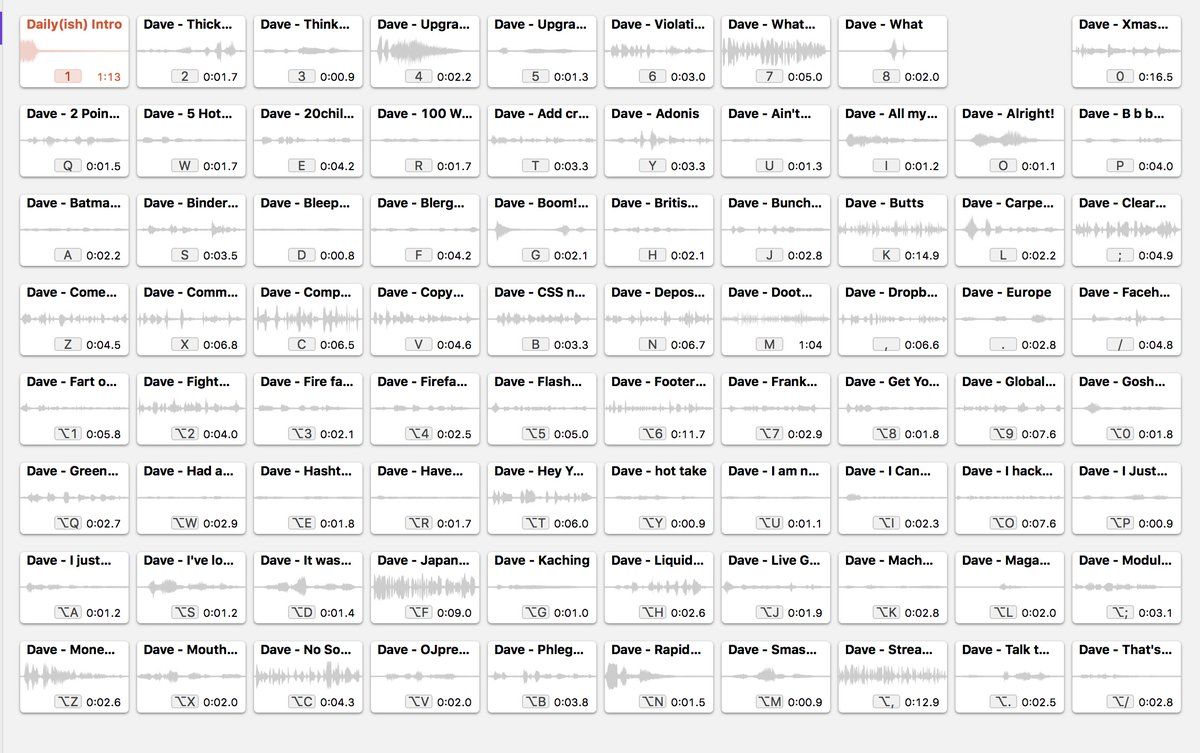 Daily(ish) Intro
1 1:13
Dave - Thick...
2 0:01.7
Dave - Think...
3 0:00.9
Dave - Upgra...
4 0:02.2
Dave - Upgra...
5 0:01.3
Dave - Violati...
6 0:03.0
Dave - What...
7 0:05.0
Dave - What
8 0:02.0
Dave - Xmas...
0 0:16.5
Dave - 2 Poin...
Q 0:01.5
Dave - 5 Hot...
W 0:01.7
Dave - 20chil...
E 0:04.2
Dave - 100 W...
R 0:01.7
Dave - Add cr...
T 0:03.3
Dave - Adonis
Y 0:03.3
Dave - Ain't...
U 0:01.3
Dave - All my...
I 0:01.2
Dave - Alright!
O 0:01.1
Dave - B b b...
P 0:04.0
Dave - Batma...
A 0:02.2
Dave - Binder...
S 0:03.5
Dave - Bleep...
D 0:00.8
Dave - Blerg...
F 0:04.2
Dave - Boom!...
G 0:02.1
Dave - Britis...
H 0:02.1
Dave - Bunch...
J 0:02.8
Dave - Butts
K 0:14.9
Dave - Carpe...
L 0:02.2
Dave - Clear...
; 0:04.9
Dave - Come...
Z 0:04.5
Dave - Comm...
X 0:06.8
Dave - Comp...
C 0:06.5
Dave - Copy...
V 0:04.6
Dave - CSS n...
B 0:03.3
Dave - Depos...
N 0:06.7
Dave - Doot...
M 1:04
Dave - Dropb...
, 0:06.6
Dave - Europe
. 0:02.8
Dave - Faceh...
/ 0:04.8
Dave - Fart o...
⌥1 0:05.8
Dave - Fight...
⌥2 0:04.0
Dave - Fire fa...
⌥3 0:02.1
Dave - Firefa...
⌥4 0:02.5
Dave - Flash...
⌥5 0:05.0
Dave - Footer...
⌥6 0:11.7
Dave - Frank...
⌥7 0:02.9
Dave - Get Yo...
⌥8 0:01.8
Dave - Global...
⌥9 0:07.6
Dave - Gosh...
⌥0 0:01.8
Dave - Green...
⌥Q 0:02.7
Dave - Had a...
⌥W 0:02.9
Dave - Hasht...
⌥E 0:01.8
Dave - Have...
⌥R 0:01.7
Dave - Hey Y...
⌥T 0:06.0
Dave - hot take
⌥Y 0:00.9
Dave - I am n...
⌥U 0:01.1
Dave - I Can...
⌥I 0:02.3
Dave - I hack...
⌥O 0:07.6
Dave - I Just...
⌥P 0:00.9
Dave - I just...
⌥A 0:01.2
Dave - I've lo...
⌥S 0:01.2
Dave - It was...
⌥D 0:01.4
Dave - Japan...
⌥F 0:09.0
Dave - Kaching
⌥G 0:01.0
Dave - Liquid...
⌥H 0:02.6
Dave - Live G...
⌥J 0:01.9
Dave - Mach...
⌥K 0:02.8
Dave - Maga...
⌥L 0:02.0
Dave - Modul...
⌥; 0:03.1
Dave - Mone...
⌥Z 0:02.6
Dave - Mouth...
⌥X 0:02.0
Dave - No So...
⌥C 0:04.3
Dave - OJpre...
⌥V 0:02.0
Dave - Phleg...
⌥B 0:03.8
Dave - Rapid...
⌥N 0:01.5
Dave - Smas...
⌥M 0:00.9
Dave - Strea...
⌥, 0:12.9
Dave - Talk t...
⌥. 0:02.5
Dave - That's...
⌥/ 0:02.8